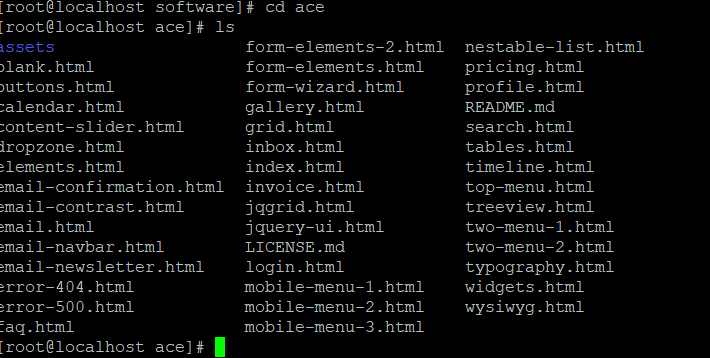 [root@localhost software]# cd ace
[root@localhost ace]# ls
assets form-elements-2.html nestable-list.html
blank.html form-elements.html pricing.html
buttons.html form-wizard.html profile.html
calendar.html gallery.html README.md
content-slider.html grid.html search.html
dropzone.html inbox.html tables.html
elements.html index.html timeline.html
email-confirmation.html invoice.html top-menu.html
email-contrast.html jqgrid.html treeview.html
email.html jquery-ui.html two-menu-1.html
email-navbar.html LICENSE.md two-menu-2.html
email-newsletter.html login.html typography.html
error-404.html mobile-menu-1.html widgets.html
error-500.html mobile-menu-2.html wysiwyg.html
faq.html mobile-menu-3.html
[root@localhost ace]#